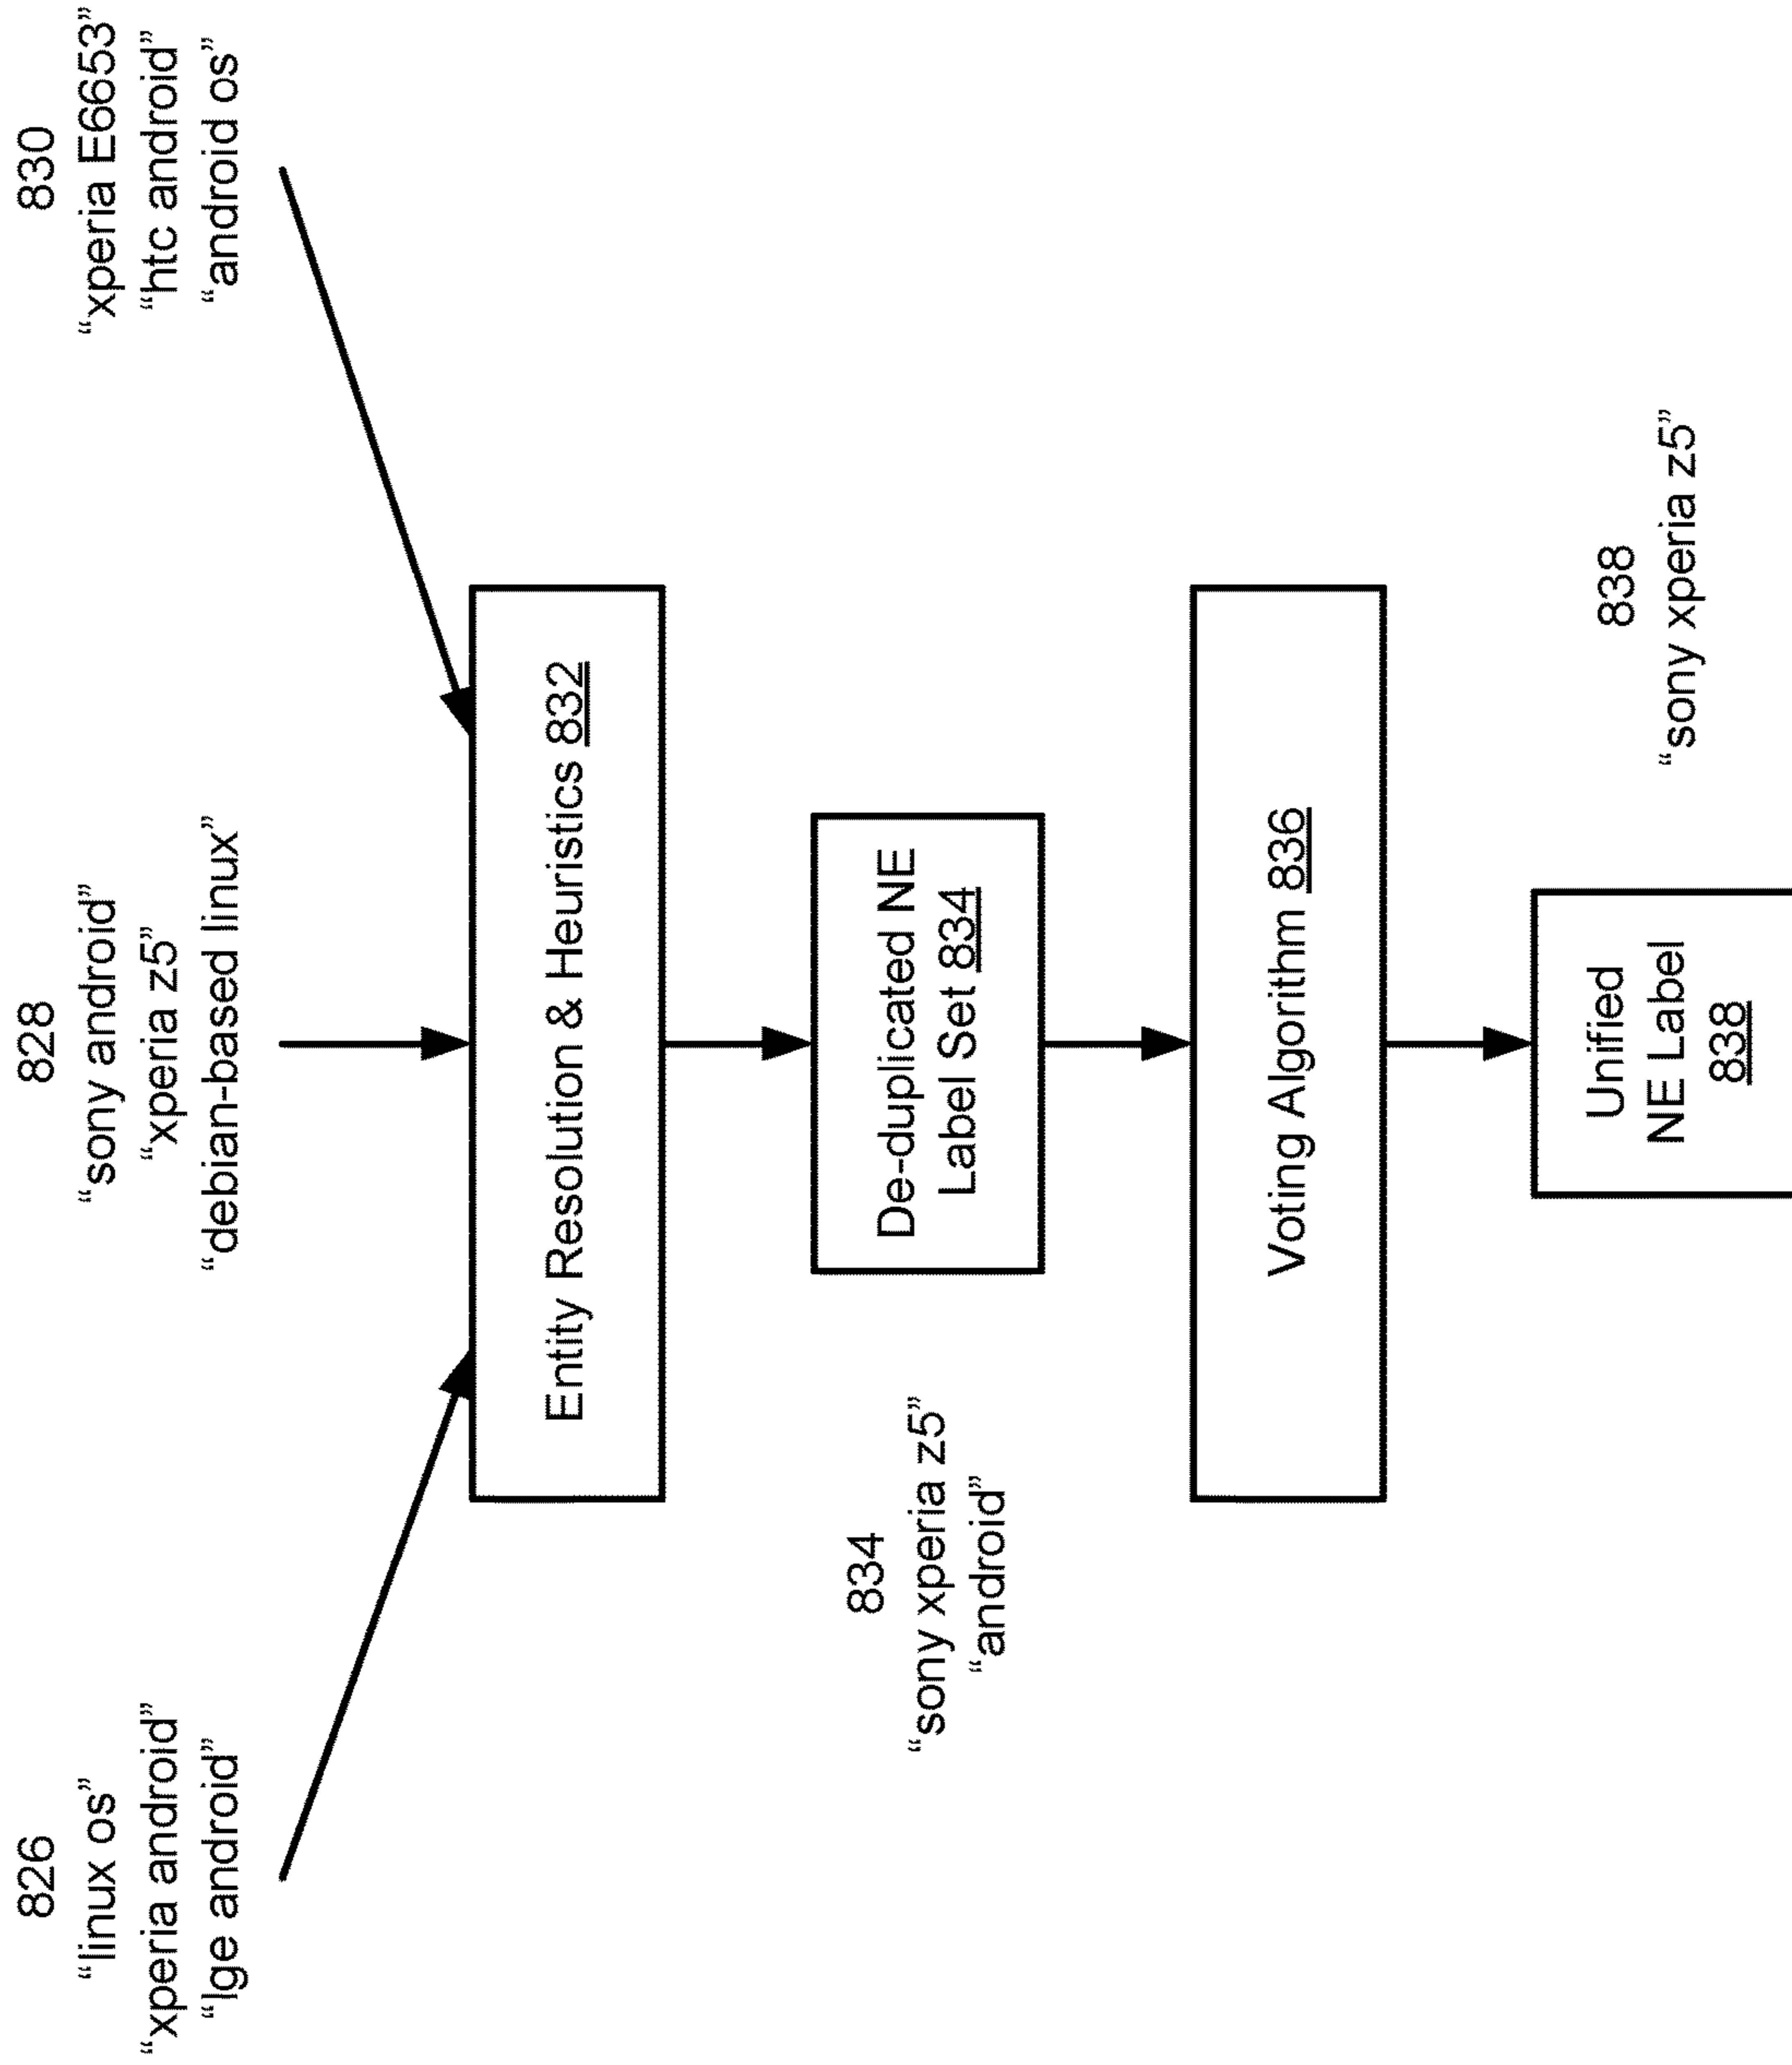 826
“linux os”
“xperia android”
“lge android”
828
“sony android”
“xperia z5”
“debian-based linux”
830
“xperia E6653”
“htc android”
“android os”
Entity Resolution & Heuristics 832
834
“sony xperia z5”
“android”
De-duplicated NE
Label Set 834
Voting Algorithm 836
Unified
NE Label
838
838
“sony xperia z5”